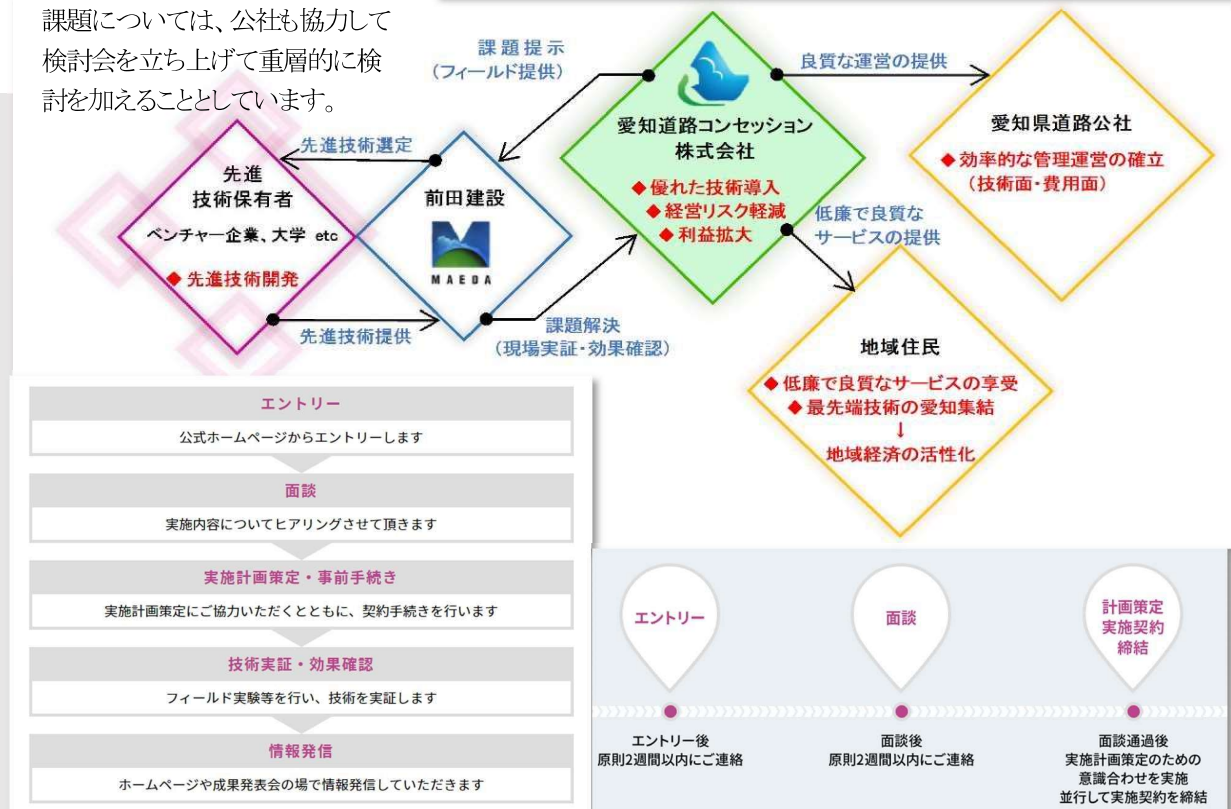 課題については、公社も協力して
検討会を立ち上げて重層的に検
討を加えることとしています。
課題提示
(フィールド提供)
良質な運営の提供
先進技術選定
先進
技術保有者
ベンチャー企業、大学 etc
◆ 先進技術開発
前田建設
MAEDA
愛知道路コンセッション
株式会社
◆ 優れた技術導入
◆ 経営リスク軽減
◆ 利益拡大
愛知県道路公社
◆ 効率的な管理運営の確立
(技術面・費用面)
低廉で良質な
サービスの提供
先進技術提供
課題解決
(現場実証・効果確認)
地域住民
◆ 低廉で良質なサービスの享受
◆ 最先端技術の愛知集結
↓
地域経済の活性化
エントリー
公式ホームページからエントリーします
面談
実施内容についてヒアリングさせて頂きます
実施計画策定・事前手続き
実施計画策定にご協力いただくとともに、契約手続きを行います
技術実証・効果確認
フィールド実験等を行い、技術を実証します
情報発信
ホームページや成果発表会の場で情報発信していただきます
エントリー
エントリー後
原則2週間以内にご連絡
面談
面談後
原則2週間以内にご連絡
計画策定
実施契約
締結
面談通過後
実施計画策定のための
意識合わせを実施
並行して実施契約を締結